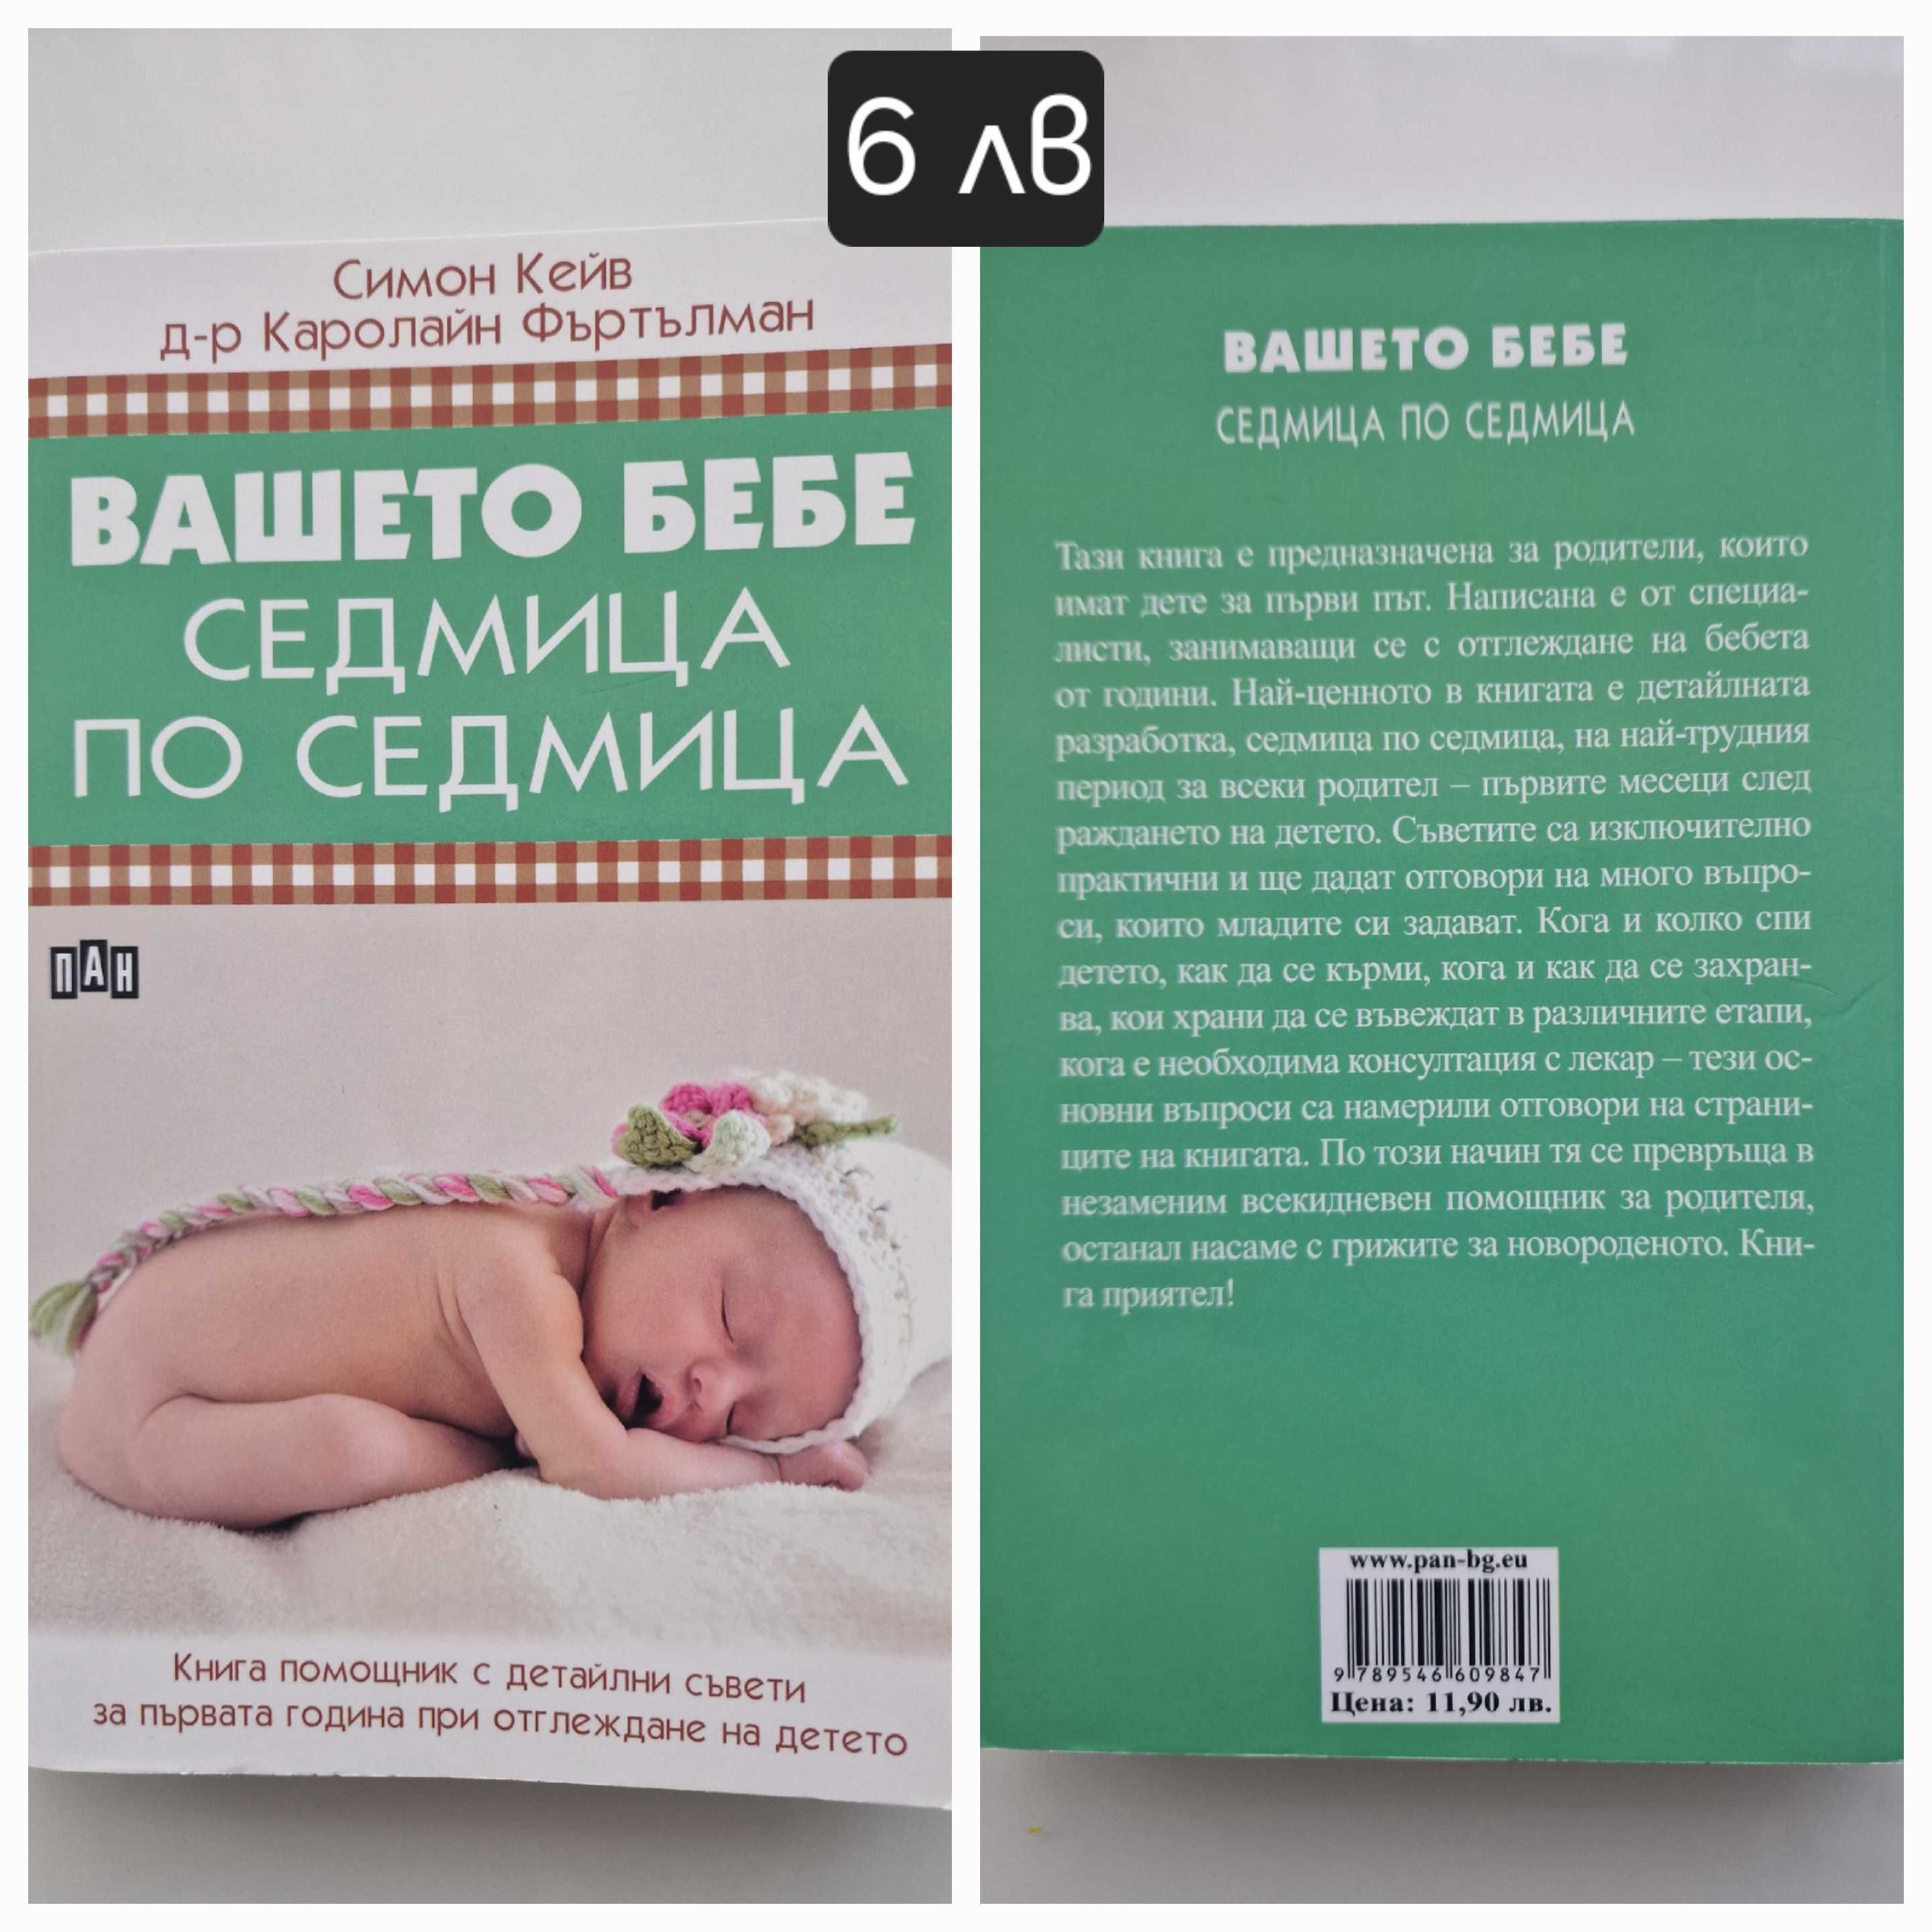 6 лв
Симон Кейв
д-р Каролайн Фъртълман
ВАШЕТО БЕБЕ
СЕДМИЦА
ПО СЕДМИЦА
ПАН
Книга помощник с детайлни съвети
за първата година при отглеждане на детето
ВАШЕТО БЕБЕ
СЕДМИЦА ПО СЕДМИЦА
Тази книга е предназначена за родители, които
имат дете за първи път. Написана е от специа-
листи, занимаващи се с отглеждане на бебета
от години. Най-ценното в книгата е детайлната
разработка, седмица по седмица, на най-трудния
период за всеки родител – първите месеци след
раждането на детето. Съветите са изключително
практични и ще дадат отговори на много въпро-
си, които младите си задават. Кога и колко спи
детето, как да се кърми, кога и как да се захран-
ва, кои храни да се въвеждат в различните етапи,
кога е необходима консултация с лекар – тези ос-
новни въпроси са намерили отговори на страни-
ците на книгата. По този начин тя се превръща в
незаменим всекидневен помощник за родителя,
останал насаме с грижите за новороденото. Кни-
га приятел!
www.pan-bg.eu
9 789546 609847
Цена: 11,90 лв.